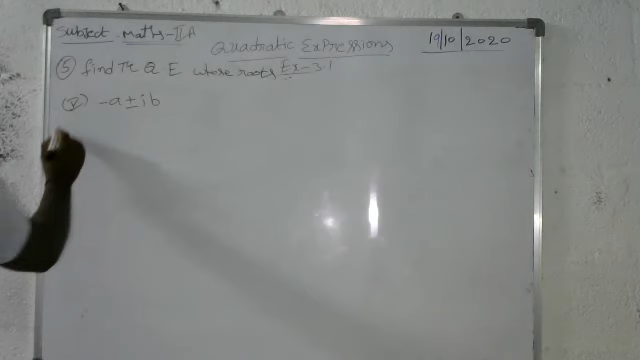 Subject Maths-IIA
Quadratic Expressions
19/10/2020
Ex-3.1
⑤ find the Q E whose roots
(v) -a ± ib